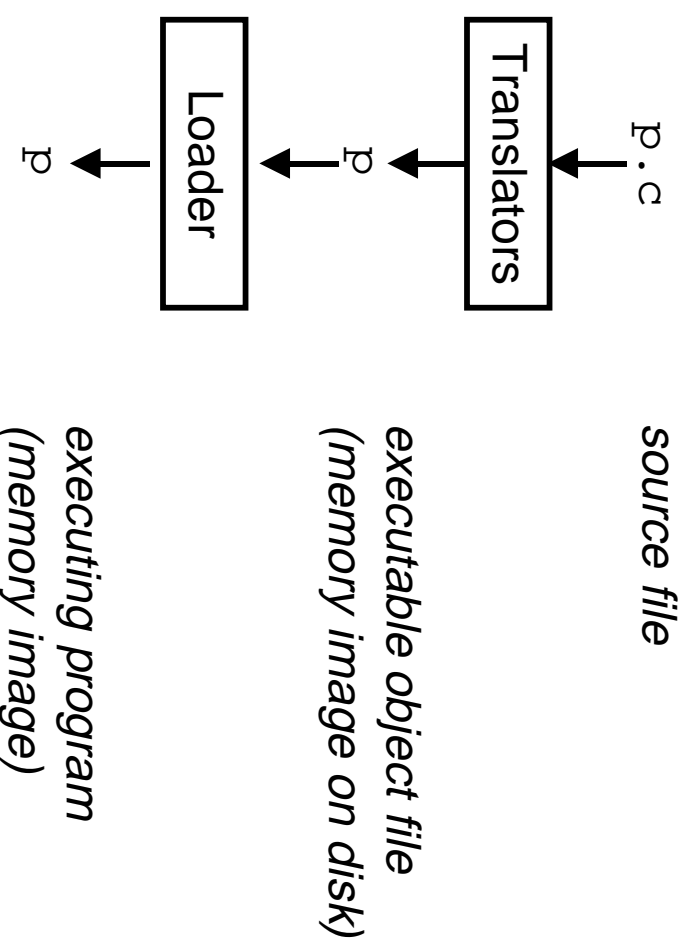 p.c
source file
Translators
p
executable object file
(memory image on disk)
Loader
p
executing program
(memory image)